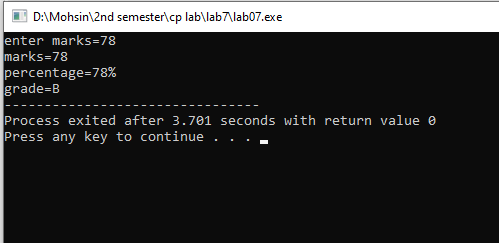 D:\Mohsin\2nd semester\cp lab\lab7\lab07.exe
enter marks=78
marks=78
percentage=78%
grade=B
--------------------------------
Process exited after 3.701 seconds with return value 0
Press any key to continue . . .